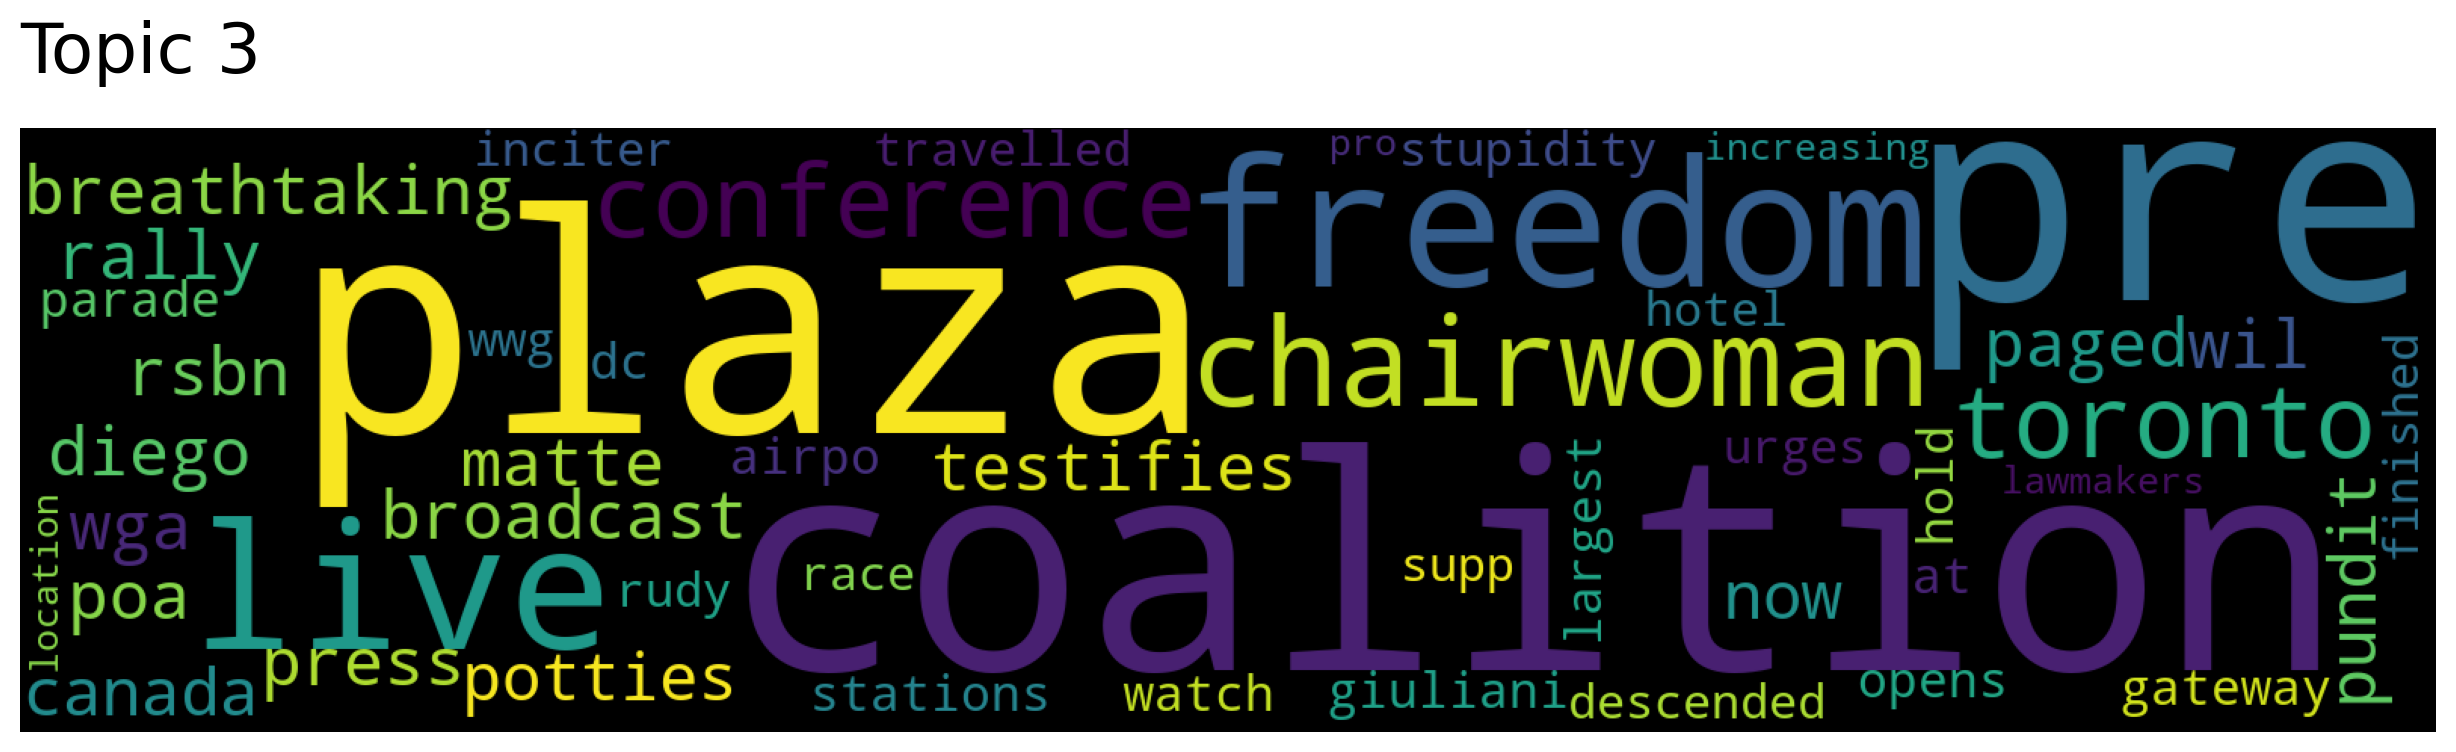 Topic 3
inciter travelled pro stupidity increasing
breathtaking conference freedom pre
rally
parade
plaza
hotel
wwg dc
rsbn
chairwoman paged wil
finished
toronto
diego matte airpo testifies
largest
urges
hold
lawmakers
location
wga broadcast
coalition
pundit
live
poa rudy race supp now at
press potties
canada stations watch giuliani descended opens gateway